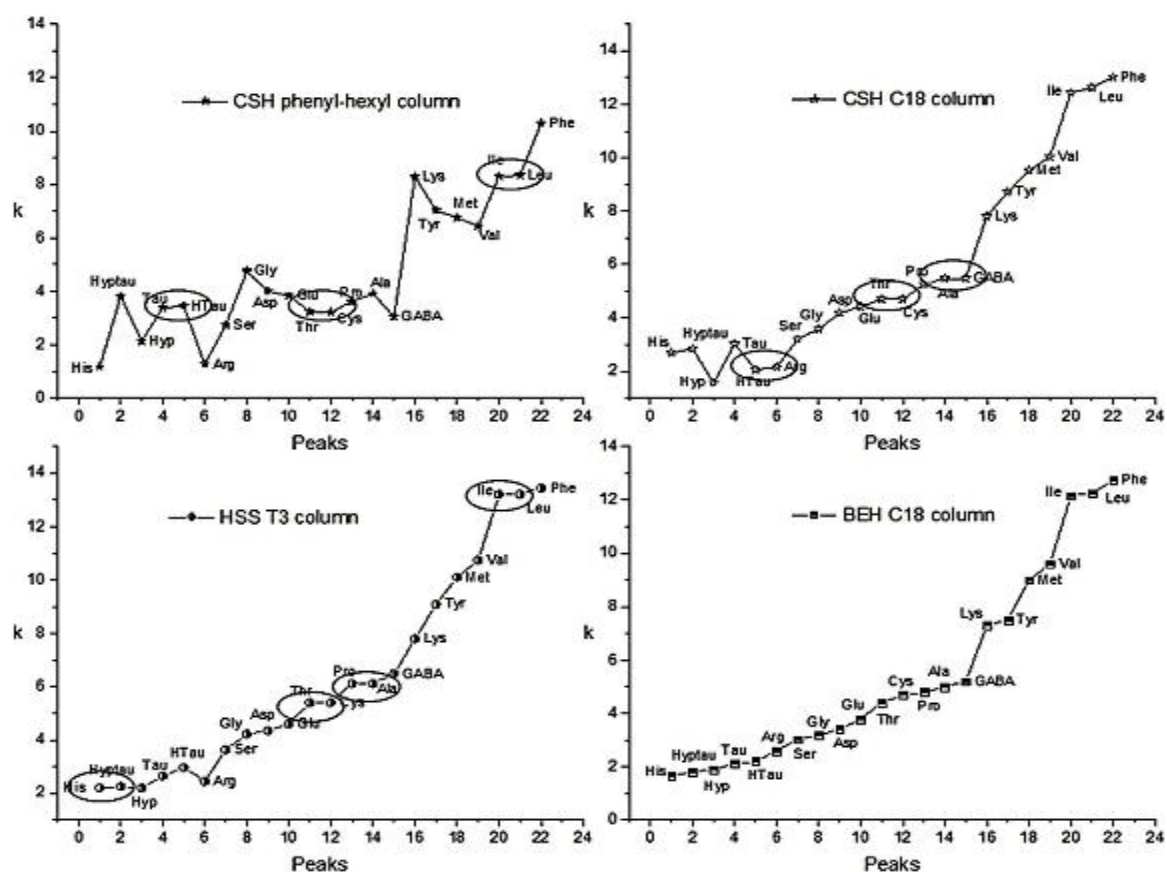 14
12
10
8
6
4
2
0
k
CSH phenyl-hexyl column
His
Hyptau
Hyp
Tau
HTau
Arg
Ser
Gly
Asp
Glu
Thr
Cys
Pro
Ala
GABA
Lys
Tyr
Met
Val
Ile
Leu
Phe
0 2 4 6 8 10 12 14 16 18 20 22 24
Peaks
14
12
10
8
6
4
2
k
CSH C18 column
His
Hyptau
Hyp
Tau
HTau
Arg
Ser
Gly
Asp
Glu
Thr
Cys
Pro
Ala
GABA
Lys
Tyr
Met
Val
Ile
Leu
Phe
0 2 4 6 8 10 12 14 16 18 20 22 24
Peaks
14
12
10
8
6
4
2
k
HSS T3 column
His
Hyptau
Hyp
Tau
HTau
Arg
Ser
Gly
Asp
Glu
Thr
Cys
Pro
Ala
GABA
Lys
Tyr
Met
Val
Ile
Leu
Phe
0 2 4 6 8 10 12 14 16 18 20 22 24
Peaks
14
12
10
8
6
4
2
0
k
BEH C18 column
His
Hyptau
Hyp
Tau
HTau
Arg
Ser
Gly
Asp
Glu
Thr
Cys
Pro
Ala
GABA
Lys
Tyr
Met
Val
Ile
Leu
Phe
0 2 4 6 8 10 12 14 16 18 20 22 24
Peaks